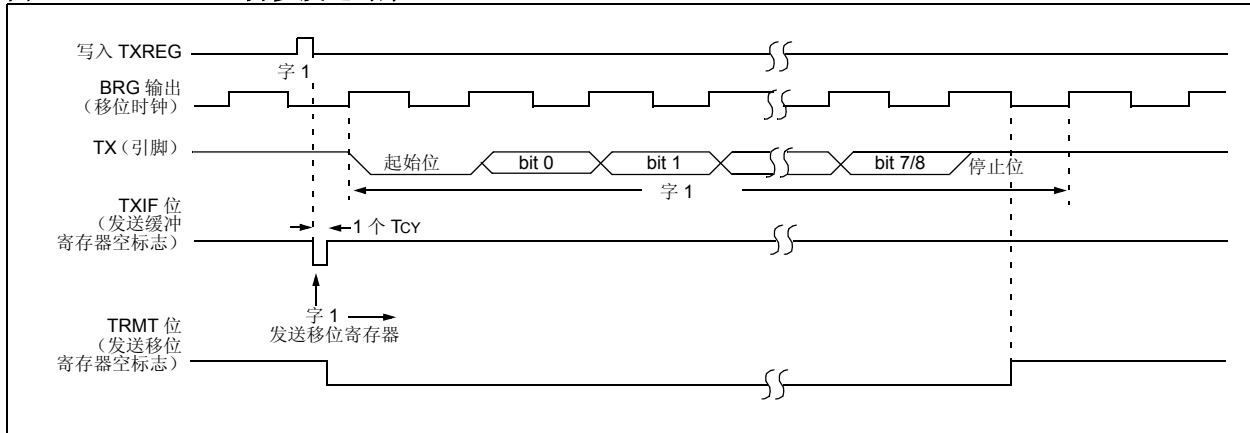 写入 TXREG
字 1
BRG 输出
（移位时钟）
TX（引脚）
起始位
bit 0
bit 1
bit 7/8
停止位
字 1
TXIF 位
（发送缓冲
寄存器空标志）
1 个 TCY
字 1
发送移位寄存器
TRMT 位
（发送移位
寄存器空标志）